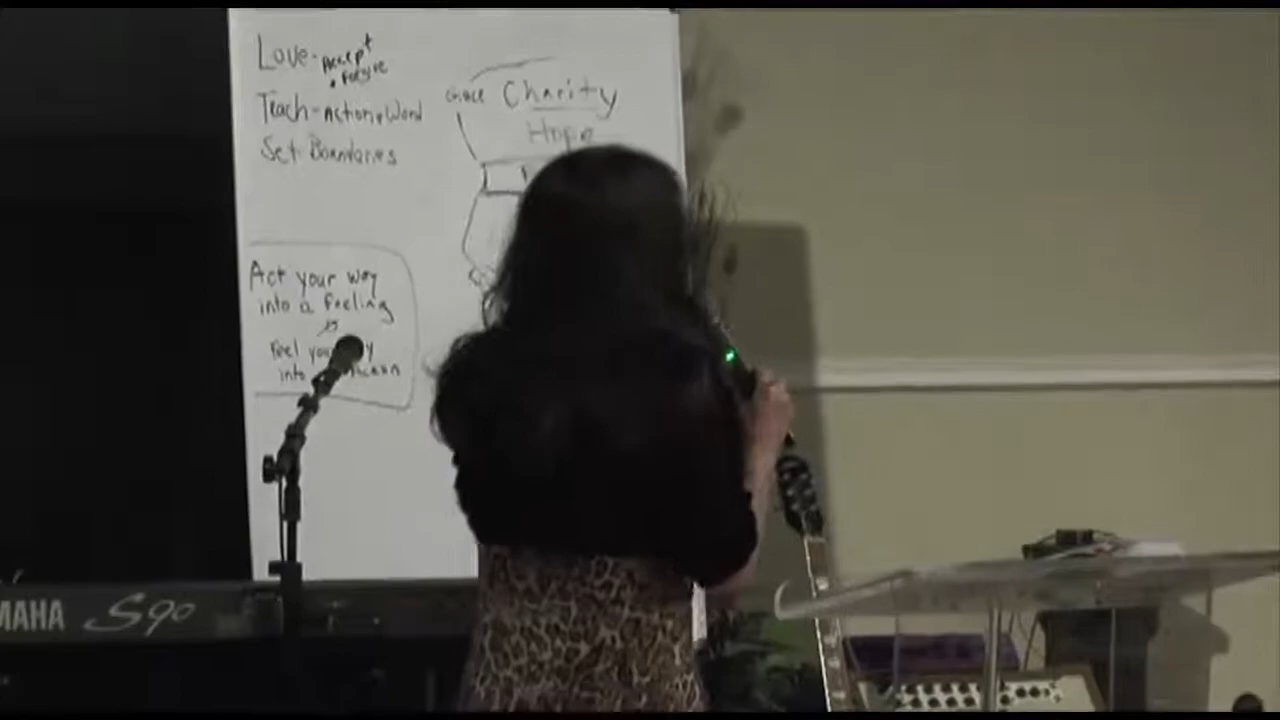 Love - Accept
• Forgive
Teach - Action + Word
Set Boundaries
Grace Charity
Hope
Act your way
into a feeling
vs
Feel your way
into
YAMAHA S90